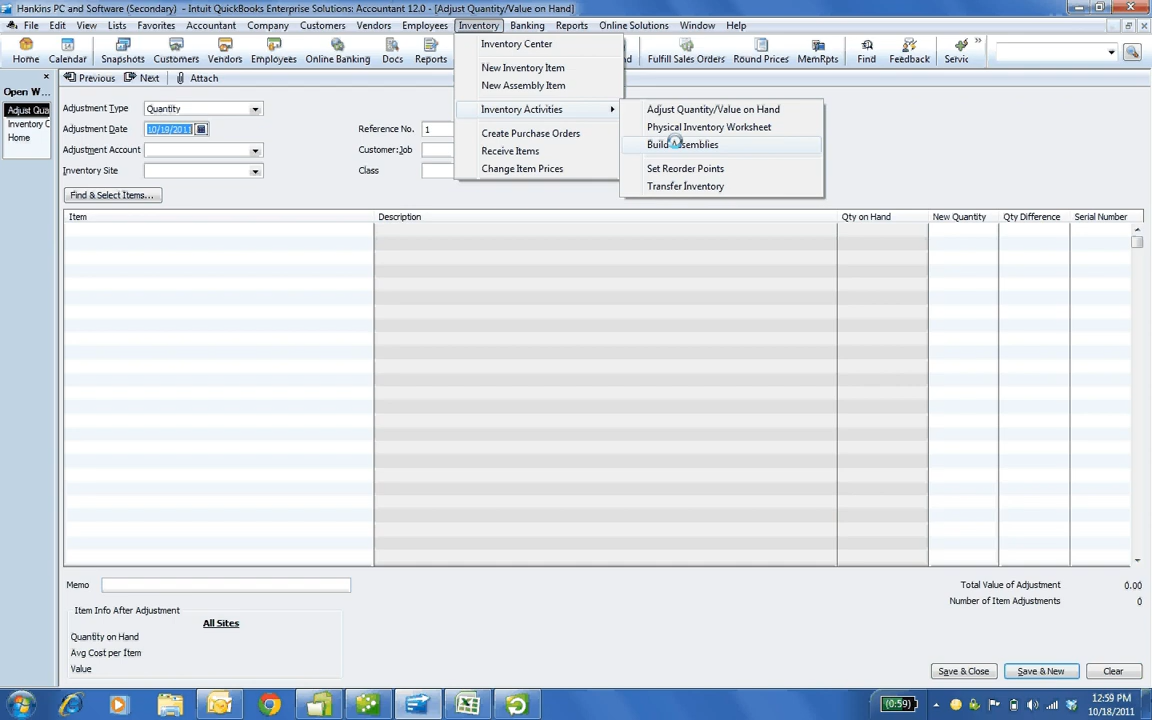 Hankins PC and Software (Secondary) - Intuit QuickBooks Enterprise Solutions: Accountant 12.0 - [Adjust Quantity/Value on Hand]
File Edit View Lists Favorites Accountant Company Customers Vendors Employees Inventory Banking Reports Online Solutions Window Help
Home Calendar Snapshots Customers Vendors Employees Online Banking Docs Reports Fulfill Sales Orders Round Prices MemRpts Find Feedback Servic »
Previous Next Attach
Open W...
Adjust Qua
Inventory C
Home
Inventory Center
New Inventory Item
New Assembly Item
Inventory Activities
Create Purchase Orders
Receive Items
Change Item Prices
Adjust Quantity/Value on Hand
Physical Inventory Worksheet
Build Assemblies
Set Reorder Points
Transfer Inventory
Adjustment Type Quantity
Adjustment Date 10/19/2011 Reference No. 1
Adjustment Account Customer:Job
Inventory Site Class
Find & Select Items...
Item Description Qty on Hand New Quantity Qty Difference Serial Number
Memo
Total Value of Adjustment 0.00
Number of Item Adjustments 0
Item Info After Adjustment
All Sites
Quantity on Hand
Avg Cost per Item
Value
Save & Close Save & New Clear
(0:59)
12:59 PM
10/18/2011